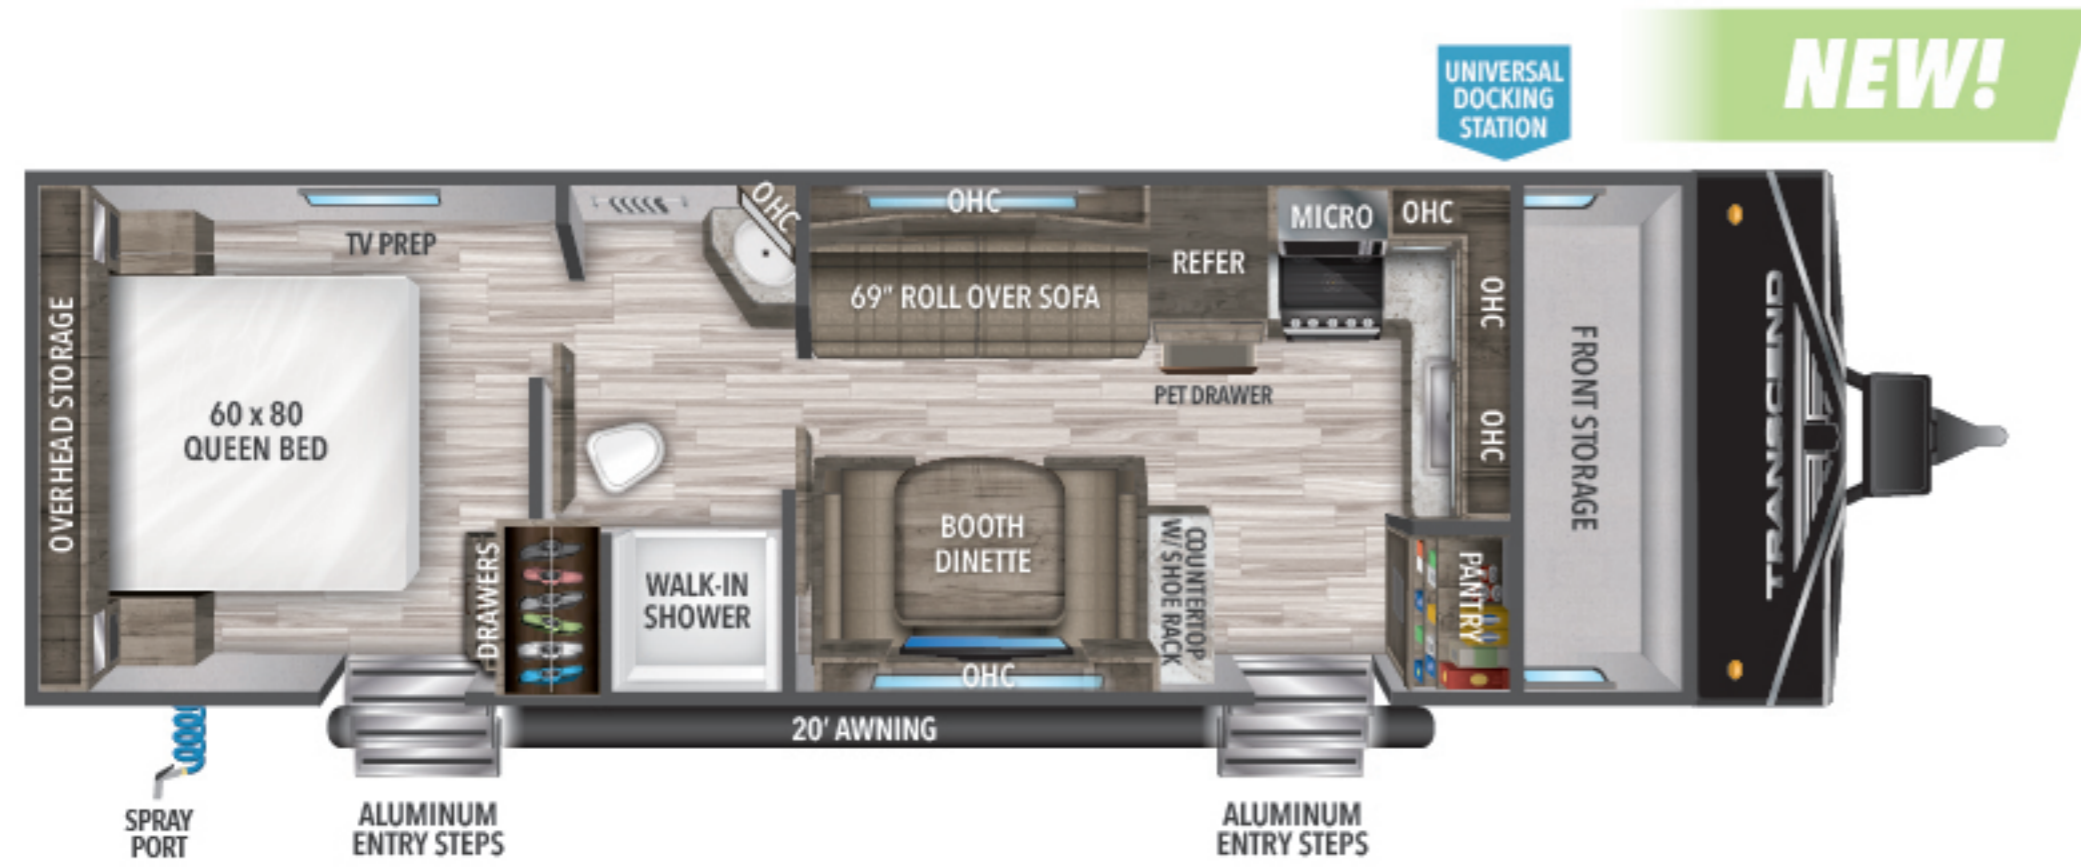 NEW!
UNIVERSAL
DOCKING
STATION
OHC
OHC
MICRO
OHC
TV PREP
REFER
69" ROLL OVER SOFA
OHC
OVERHEAD STORAGE
60 x 80
QUEEN BED
PET DRAWER
OHC
FRONT STORAGE
TRANSCEND
BOOTH
DINETTE
DRAWERS
WALK-IN
SHOWER
COUNTERTOP
W/ SHOE RACK
PANTRY
OHC
20' AWNING
SPRAY
PORT
ALUMINUM
ENTRY STEPS
ALUMINUM
ENTRY STEPS